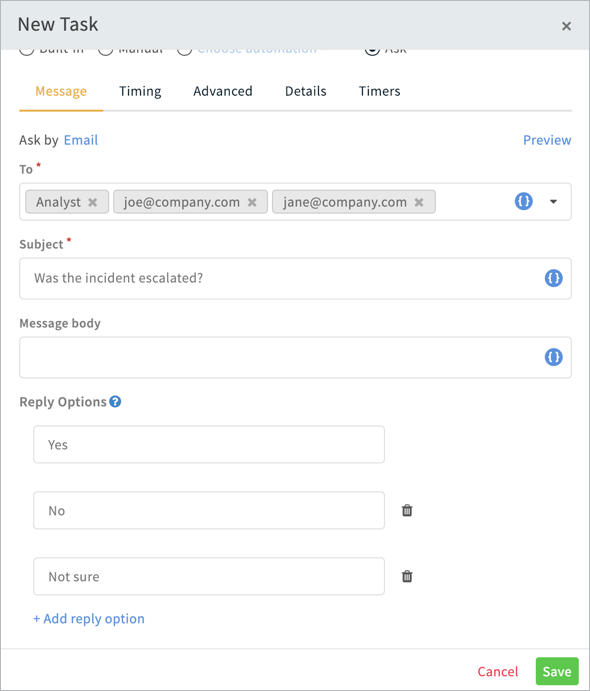 New Task ×
Built-in Manual Choose automation Ask
Message Timing Advanced Details Timers
Ask by Email Preview
To *
Analyst × joe@company.com × jane@company.com × {}
Subject *
Was the incident escalated? {}
Message body
{}
Reply Options ?
Yes
No
Not sure
+ Add reply option
Cancel Save